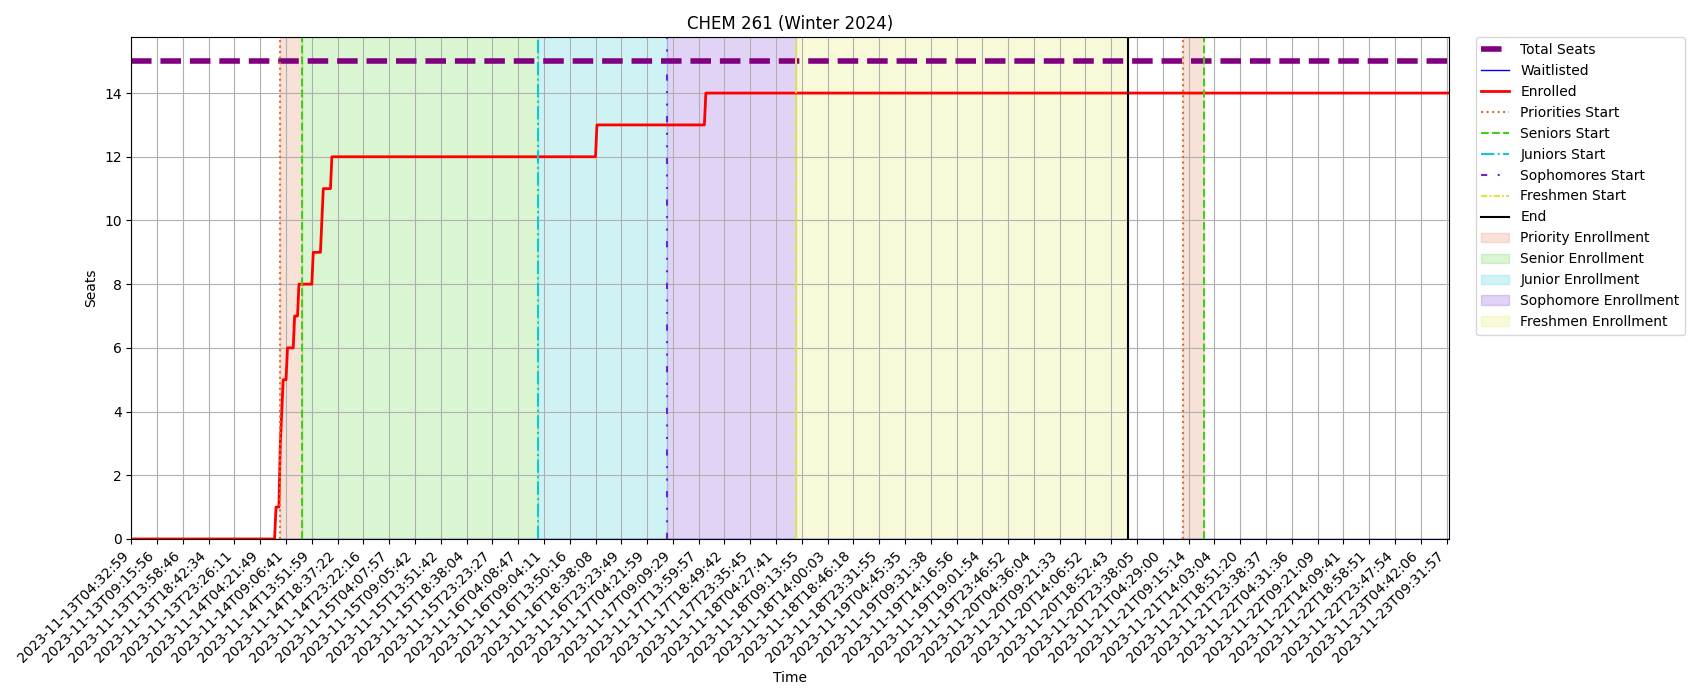 CHEM 261 (Winter 2024)
Seats
14
12
10
8
6
4
2
0
2023-11-13T04:32:59
2023-11-13T09:15:56
2023-11-13T13:58:46
2023-11-13T18:42:34
2023-11-13T23:26:11
2023-11-14T04:21:49
2023-11-14T09:06:41
2023-11-14T13:51:59
2023-11-14T18:37:22
2023-11-14T23:22:16
2023-11-15T04:07:57
2023-11-15T09:05:42
2023-11-15T13:51:42
2023-11-15T18:38:04
2023-11-15T23:23:27
2023-11-16T04:08:47
2023-11-16T09:04:11
2023-11-16T13:50:16
2023-11-16T18:38:08
2023-11-16T23:23:49
2023-11-17T04:21:59
2023-11-17T09:09:29
2023-11-17T13:59:57
2023-11-17T18:49:42
2023-11-17T23:35:45
2023-11-18T04:27:41
2023-11-18T09:13:55
2023-11-18T14:00:03
2023-11-18T18:46:18
2023-11-18T23:31:55
2023-11-19T04:45:35
2023-11-19T09:31:38
2023-11-19T14:16:56
2023-11-19T19:01:54
2023-11-19T23:46:52
2023-11-20T04:36:04
2023-11-20T09:21:33
2023-11-20T14:06:52
2023-11-20T18:52:43
2023-11-20T23:38:05
2023-11-21T04:29:00
2023-11-21T09:15:14
2023-11-21T14:03:04
2023-11-21T18:51:20
2023-11-21T23:38:37
2023-11-22T04:31:36
2023-11-22T09:21:09
2023-11-22T14:09:41
2023-11-22T18:58:51
2023-11-22T23:47:54
2023-11-23T04:42:06
2023-11-23T09:31:57
Time
Total Seats
Waitlisted
Enrolled
Priorities Start
Seniors Start
Juniors Start
Sophomores Start
Freshmen Start
End
Priority Enrollment
Senior Enrollment
Junior Enrollment
Sophomore Enrollment
Freshmen Enrollment